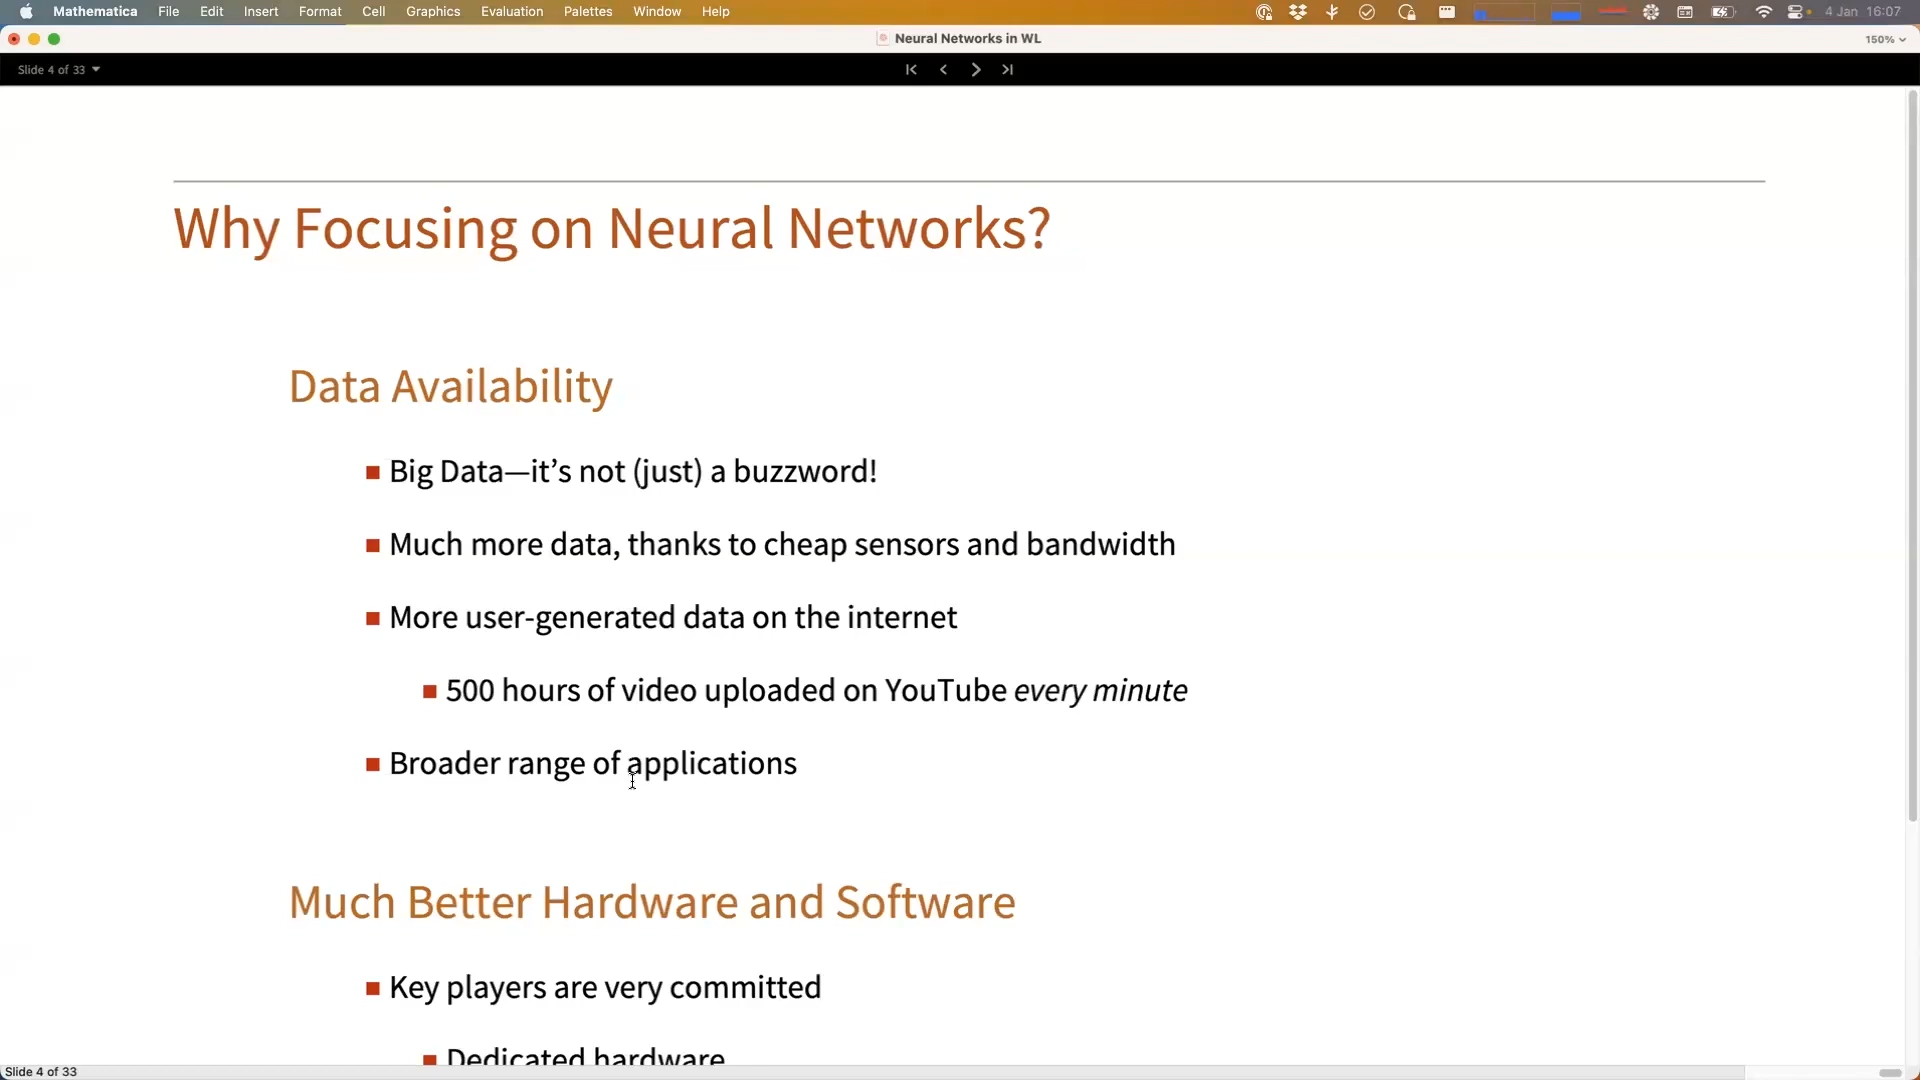 Mathematica File Edit Insert Format Cell Graphics Evaluation Palettes Window Help 4 Jan 16:07
Neural Networks in WL 150%
Slide 4 of 33
Why Focusing on Neural Networks?
Data Availability
Big Data—it’s not (just) a buzzword!
Much more data, thanks to cheap sensors and bandwidth
More user-generated data on the internet
500 hours of video uploaded on YouTube every minute
Broader range of applications
Much Better Hardware and Software
Key players are very committed
Dedicated hardware
Slide 4 of 33